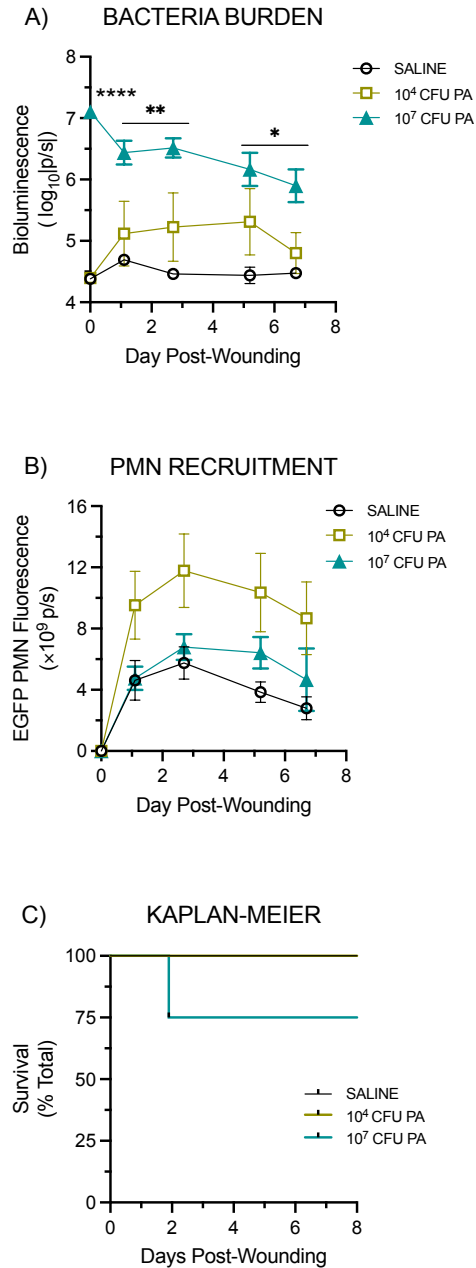 A) BACTERIA BURDEN
SALINE
10⁴ CFU PA
10⁷ CFU PA
Bioluminescence
( log₁₀|p/s)
8
7
6
5
4
****
**
*
0 2 4 6 8
Day Post-Wounding
B) PMN RECRUITMENT
SALINE
10⁴ CFU PA
10⁷ CFU PA
EGFP PMN Fluorescence
(×10⁹ p/s)
16
12
8
4
0
0 2 4 6 8
Day Post-Wounding
C) KAPLAN-MEIER
Survival
(% Total)
100
75
50
25
0
SALINE
10⁴ CFU PA
10⁷ CFU PA
0 2 4 6 8
Days Post-Wounding